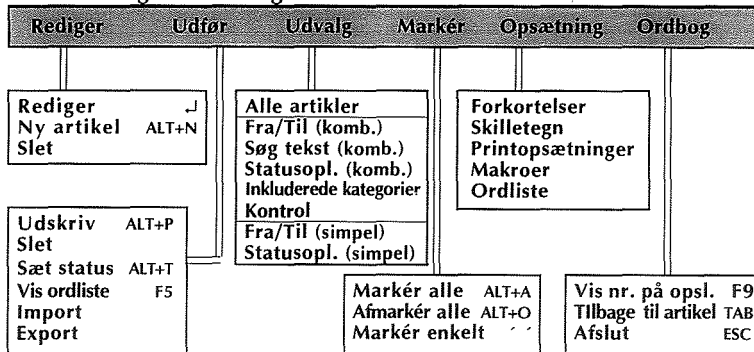 Rediger Udfør Udvalg Markér Opsætning Ordbog
Rediger ↵
Ny artikel ALT+N
Slet
Udskriv ALT+P
Slet
Sæt status ALT+T
Vis ordliste F5
Import
Export
Alle artikler
Fra/Til (komb.)
Søg tekst (komb.)
Statusopl. (komb.)
Inkluderede kategorier
Kontrol
Fra/Til (simpel)
Statusopl. (simpel)
Markér alle ALT+A
Afmarkér alle ALT+O
Markér enkelt ´ ´
Forkortelser
Skilletegn
Printopsætninger
Makroer
Ordliste
Vis nr. på opsl. F9
TIlbage til artikel TAB
Afslut ESC